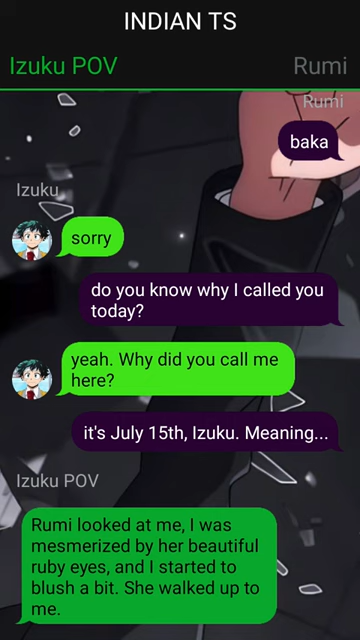 INDIAN TS
Izuku POV
Rumi
Rumi
baka
Izuku
sorry
do you know why I called you
today?
yeah. Why did you call me
here?
it's July 15th, Izuku. Meaning...
Izuku POV
Rumi looked at me, I was
mesmerized by her beautiful
ruby eyes, and I started to
blush a bit. She walked up to
me.